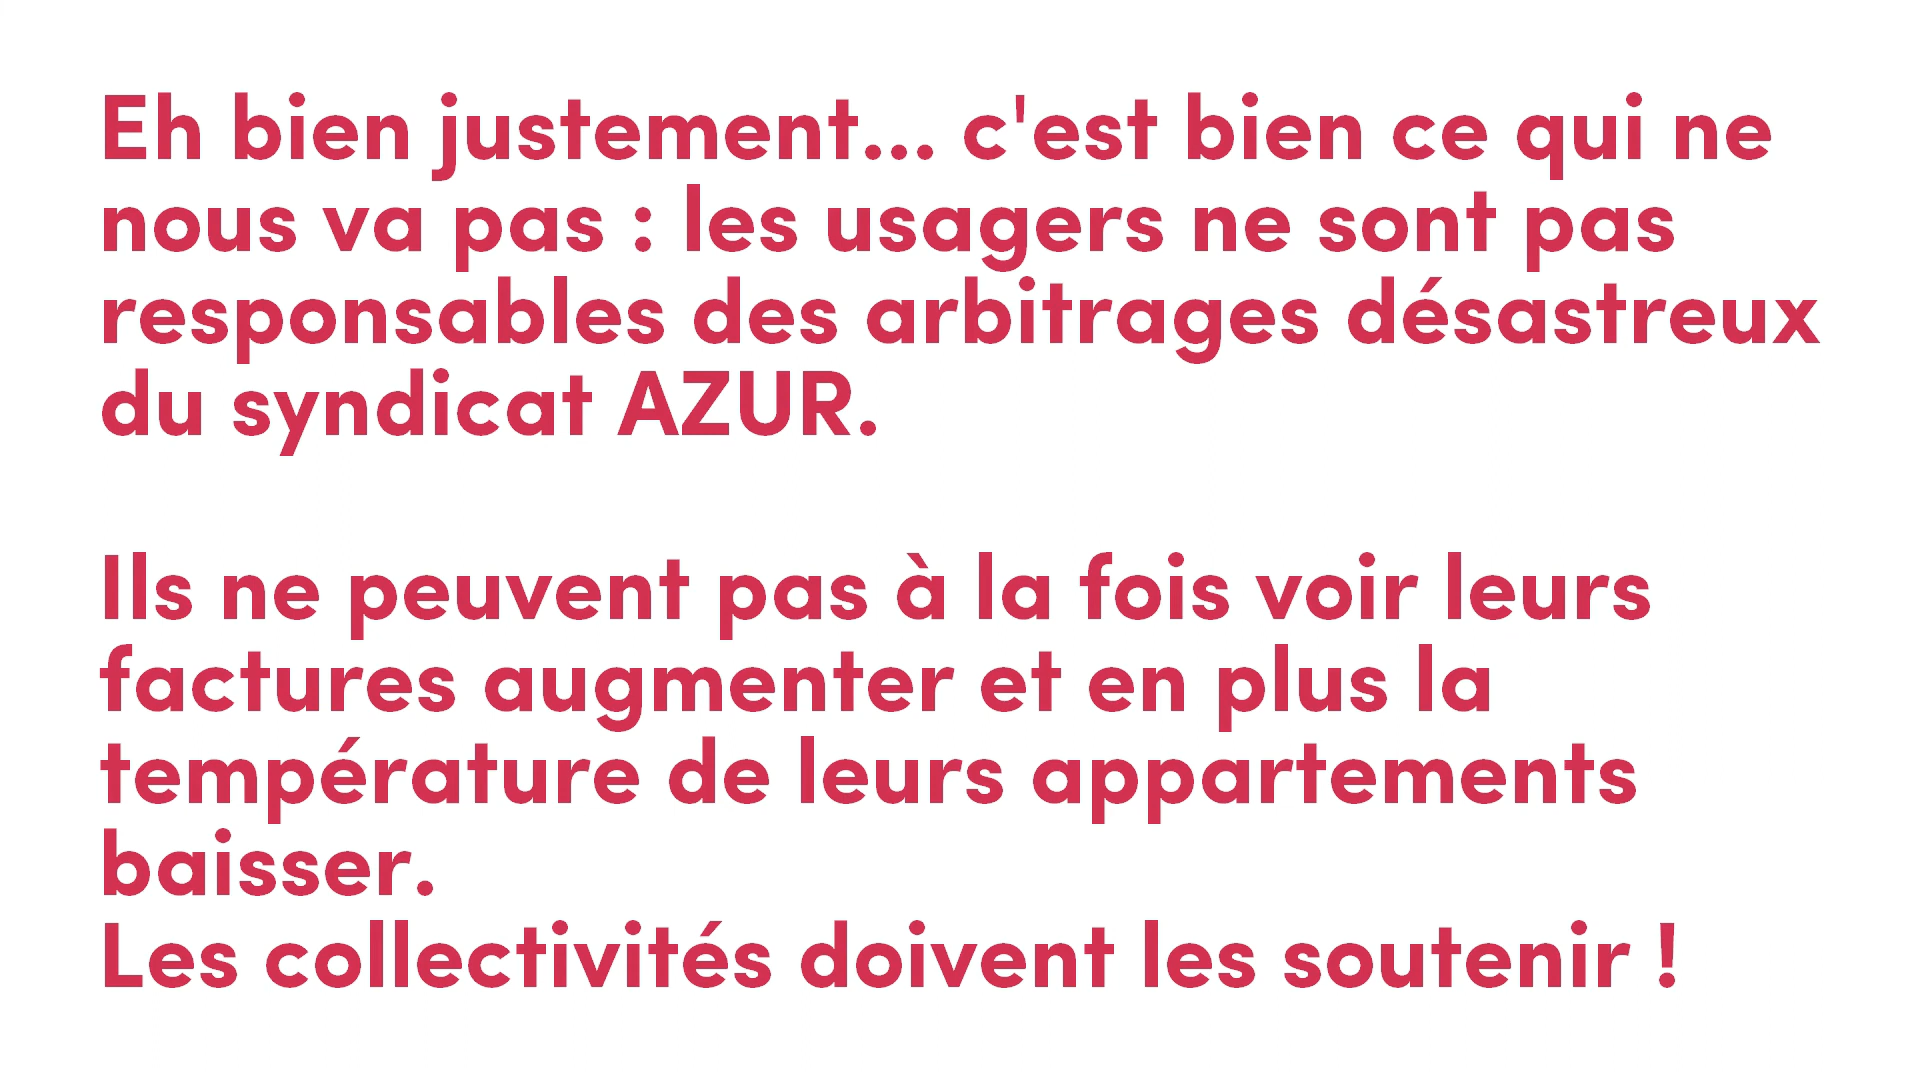 Eh bien justement... c'est bien ce qui ne
nous va pas : les usagers ne sont pas
responsables des arbitrages désastreux
du syndicat AZUR.
Ils ne peuvent pas à la fois voir leurs
factures augmenter et en plus la
température de leurs appartements
baisser.
Les collectivités doivent les soutenir !